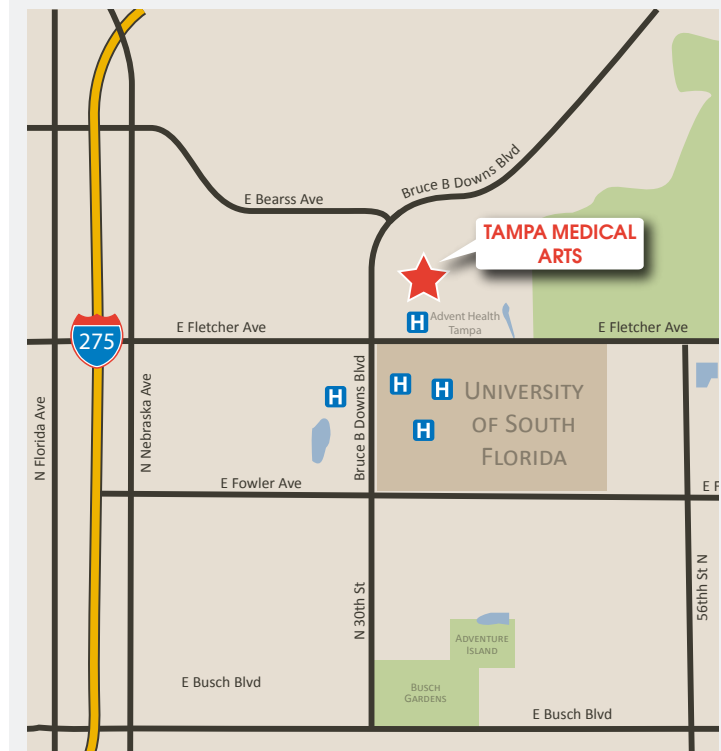 Bruce B Downs Blvd
E Bearss Ave
TAMPA MEDICAL
ARTS
H
Advent Health
Tampa
E Fletcher Ave
E Fletcher Ave
275
N Florida Ave
N Nebraska Ave
Bruce B Downs Blvd
H
H
H
H
UNIVERSITY
OF SOUTH
FLORIDA
E Fowler Ave
E F
N 30th St
56thh St N
ADVENTURE
ISLAND
BUSCH
GARDENS
E Busch Blvd
E Busch Blvd